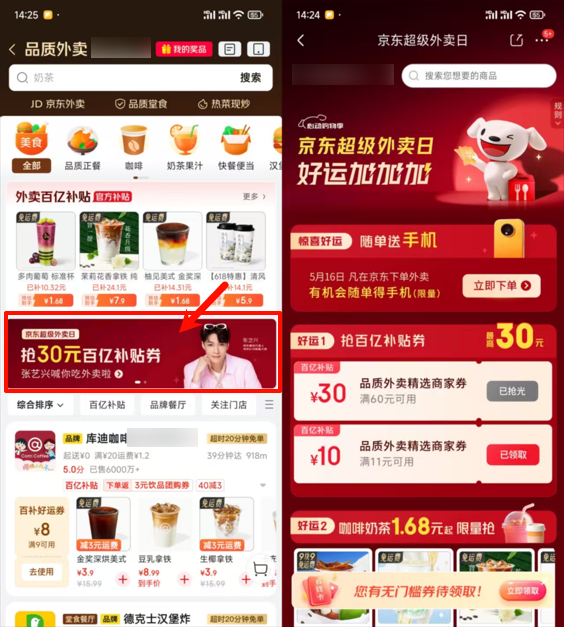 14:25
95
品质外卖
我的奖品
奶茶
搜索
JD 京东外卖
品质堂食
热菜现炒
美食
全部
品质正餐
咖啡
奶茶果汁
快餐便当
汉堡
外卖百亿补贴
官方补贴
更多 >
免运费
免运费
免运费
免运费
多肉葡萄 标准杯
茉莉花香拿铁 纯
柚见美式 金奖深
【618特惠】清风
已补10.32元
已补24.1元
已补14.31元
¥1.68
¥7.9
¥1.68
¥5.9
京东超级外卖日
抢30元百亿补贴券
张艺兴喊你吃外卖啦
张艺兴
综合排序
百亿补贴
品牌餐厅
关注门店
Cotti Coffee
品牌
库迪咖啡
超时20分钟免单
起送¥0 满¥20运费¥1.2
39分钟达 918m
5.0分 已售6000万+
百亿补贴
下单返
3元饮品团购券
40减3
百补好运券
¥8
满9可用
去使用
免运费
免运费
减3元运费
减3元运费
金奖深烘美式
豆乳拿铁
生椰拿铁
¥3.9
¥8.99
¥3.9
¥15.99
到手价
¥15.99
堂食餐厅
品牌
德克士汉堡炸
超时20分钟免单
14:24
95
京东超级外卖日
5+
搜索您想要的商品
规则
心动购物季
京东超级外卖日
好运加加加
惊喜好运
随单送手机
5月16日 凡在京东下单外卖
有机会随单得手机(限量)
立即下单
好运1
抢百亿补贴券
最高30元
百亿补贴
¥30
品质外卖精选商家券
满60元可用
已抢光
百亿补贴
¥10
品质外卖精选商家券
满11元可用
已领取
好运2
咖啡奶茶1.68元起 限量抢
免运费
免运费
您有无门槛券待领取!
立即领取